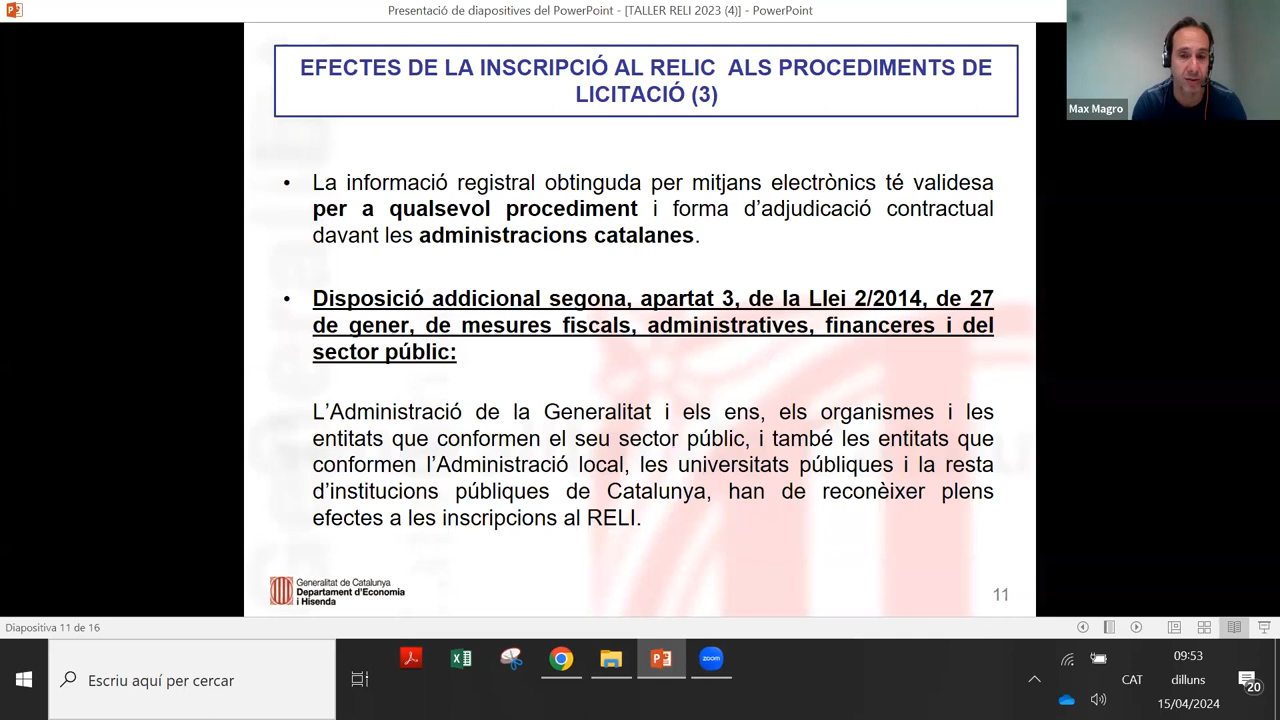 Presentació de diapositives del PowerPoint - [TALLER RELI 2023 (4)] - PowerPoint
Max Magro
EFECTES DE LA INSCRIPCIÓ AL RELIC ALS PROCEDIMENTS DE
LICITACIÓ (3)
• La informació registral obtinguda per mitjans electrònics té validesa
per a qualsevol procediment i forma d’adjudicació contractual
davant les administracions catalanes.
• Disposició addicional segona, apartat 3, de la Llei 2/2014, de 27
de gener, de mesures fiscals, administratives, financeres i del
sector públic:
L’Administració de la Generalitat i els ens, els organismes i les
entitats que conformen el seu sector públic, i també les entitats que
conformen l’Administració local, les universitats públiques i la resta
d’institucions públiques de Catalunya, han de reconèixer plens
efectes a les inscripcions al RELI.
Generalitat de Catalunya
Departament d’Economia
i Hisenda
11
Diapositiva 11 de 16
Escriu aquí per cercar
zoom
CAT
09:53
dilluns
15/04/2024
20